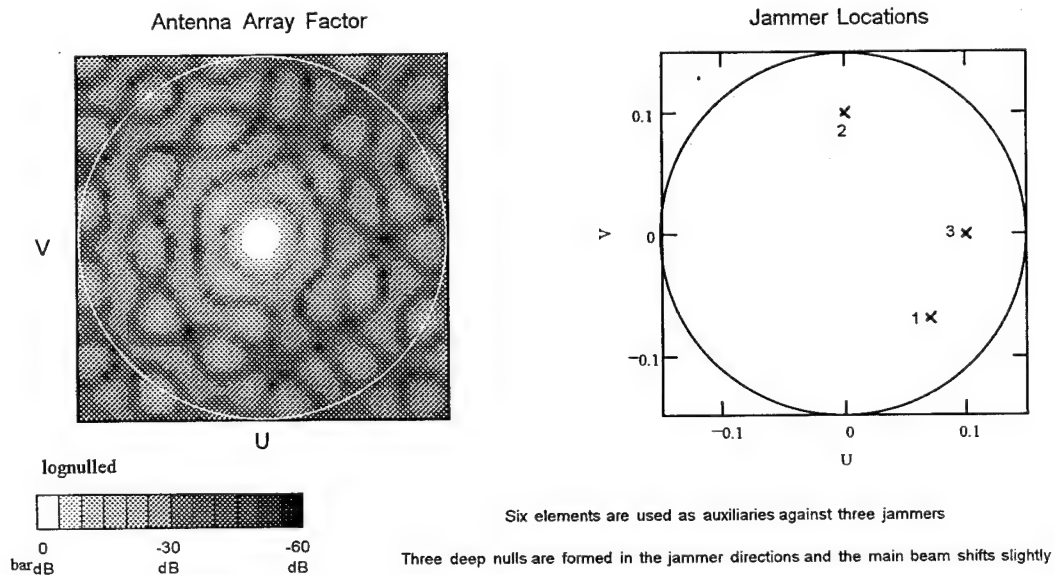 Antenna Array Factor
V
U
lognulled
0 -30 -60
bar dB dB dB
Jammer Locations
0.1
0
-0.1
V
2
3
1
-0.1 0 0.1
U
Six elements are used as auxiliaries against three jammers
Three deep nulls are formed in the jammer directions and the main beam shifts slightly